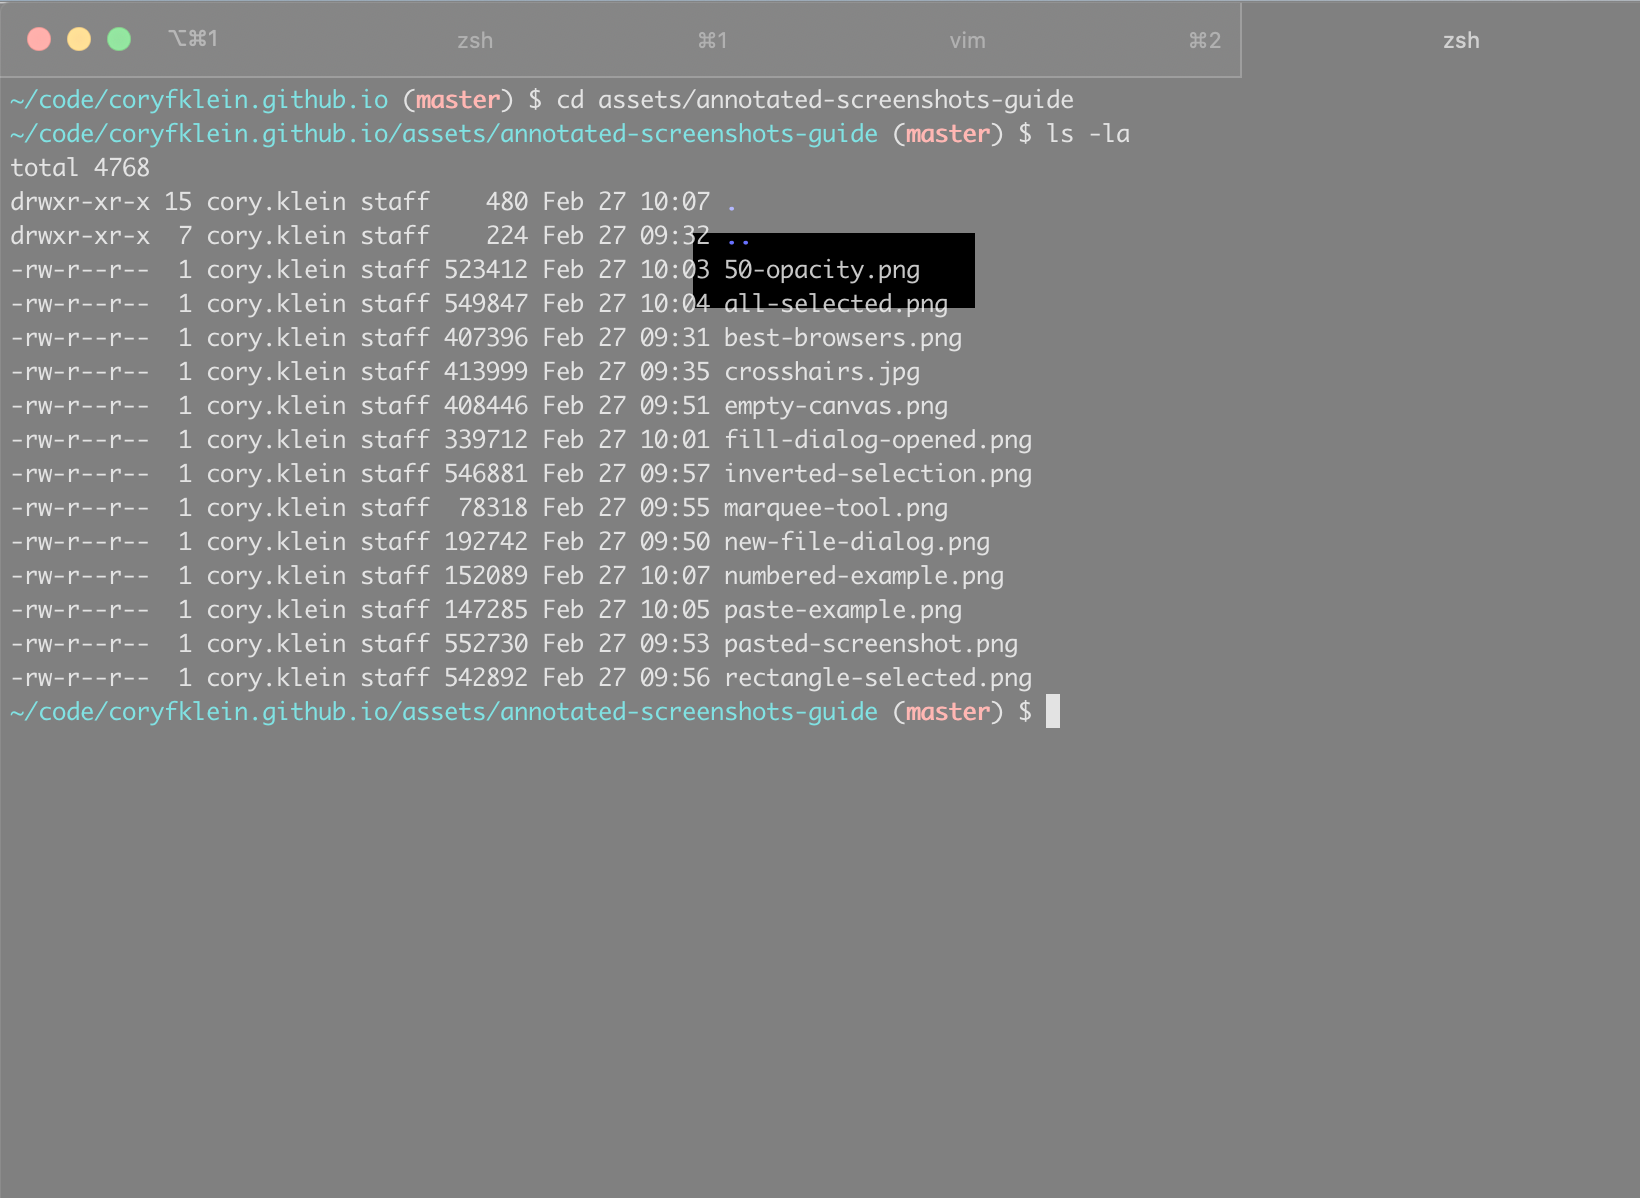 ⌥⌘1 zsh ⌘1 vim ⌘2 zsh
~/code/coryfklein.github.io (master) $ cd assets/annotated-screenshots-guide
~/code/coryfklein.github.io/assets/annotated-screenshots-guide (master) $ ls -la
total 4768
drwxr-xr-x 15 cory.klein staff    480 Feb 27 10:07 .
drwxr-xr-x  7 cory.klein staff    224 Feb 27 09:32 ..
-rw-r--r--  1 cory.klein staff 523412 Feb 27 10:03 50-opacity.png
-rw-r--r--  1 cory.klein staff 549847 Feb 27 10:04 all-selected.png
-rw-r--r--  1 cory.klein staff 407396 Feb 27 09:31 best-browsers.png
-rw-r--r--  1 cory.klein staff 413999 Feb 27 09:35 crosshairs.jpg
-rw-r--r--  1 cory.klein staff 408446 Feb 27 09:51 empty-canvas.png
-rw-r--r--  1 cory.klein staff 339712 Feb 27 10:01 fill-dialog-opened.png
-rw-r--r--  1 cory.klein staff 546881 Feb 27 09:57 inverted-selection.png
-rw-r--r--  1 cory.klein staff  78318 Feb 27 09:55 marquee-tool.png
-rw-r--r--  1 cory.klein staff 192742 Feb 27 09:50 new-file-dialog.png
-rw-r--r--  1 cory.klein staff 152089 Feb 27 10:07 numbered-example.png
-rw-r--r--  1 cory.klein staff 147285 Feb 27 10:05 paste-example.png
-rw-r--r--  1 cory.klein staff 552730 Feb 27 09:53 pasted-screenshot.png
-rw-r--r--  1 cory.klein staff 542892 Feb 27 09:56 rectangle-selected.png
~/code/coryfklein.github.io/assets/annotated-screenshots-guide (master) $